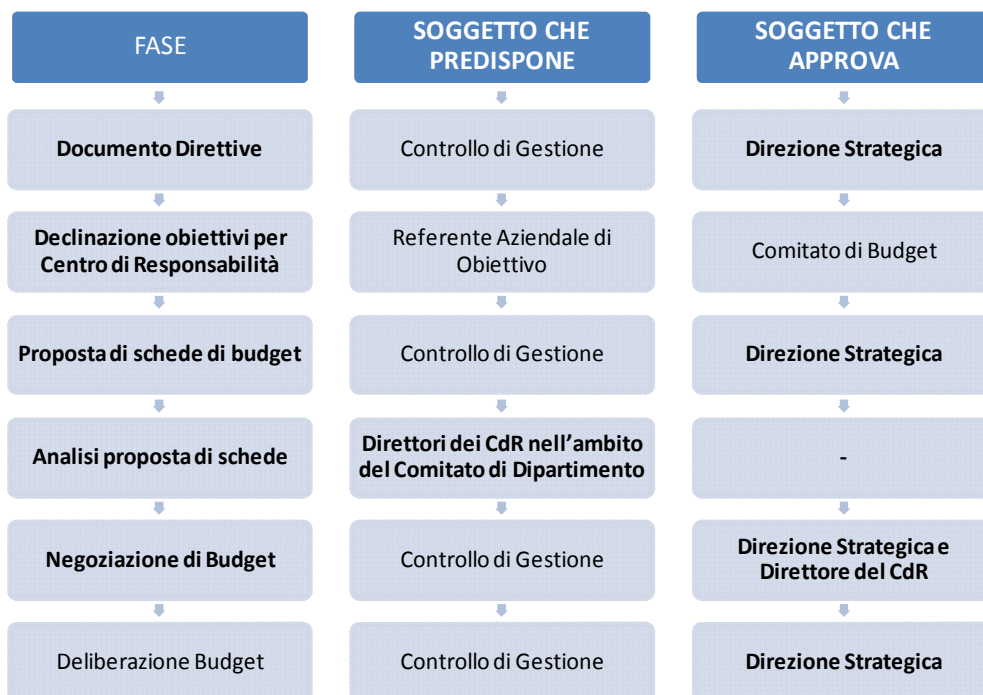 FASE
SOGGETTO CHE
PREDISPONE
SOGGETTO CHE
APPROVA
Documento Direttive
Controllo di Gestione
Direzione Strategica
Declinazione obiettivi per
Centro di Responsabilità
Referente Aziendale di
Obiettivo
Comitato di Budget
Proposta di schede di budget
Controllo di Gestione
Direzione Strategica
Analisi proposta di schede
Direttori dei CdR nell’ambito
del Comitato di Dipartimento
-
Negoziazione di Budget
Controllo di Gestione
Direzione Strategica e
Direttore del CdR
Deliberazione Budget
Controllo di Gestione
Direzione Strategica